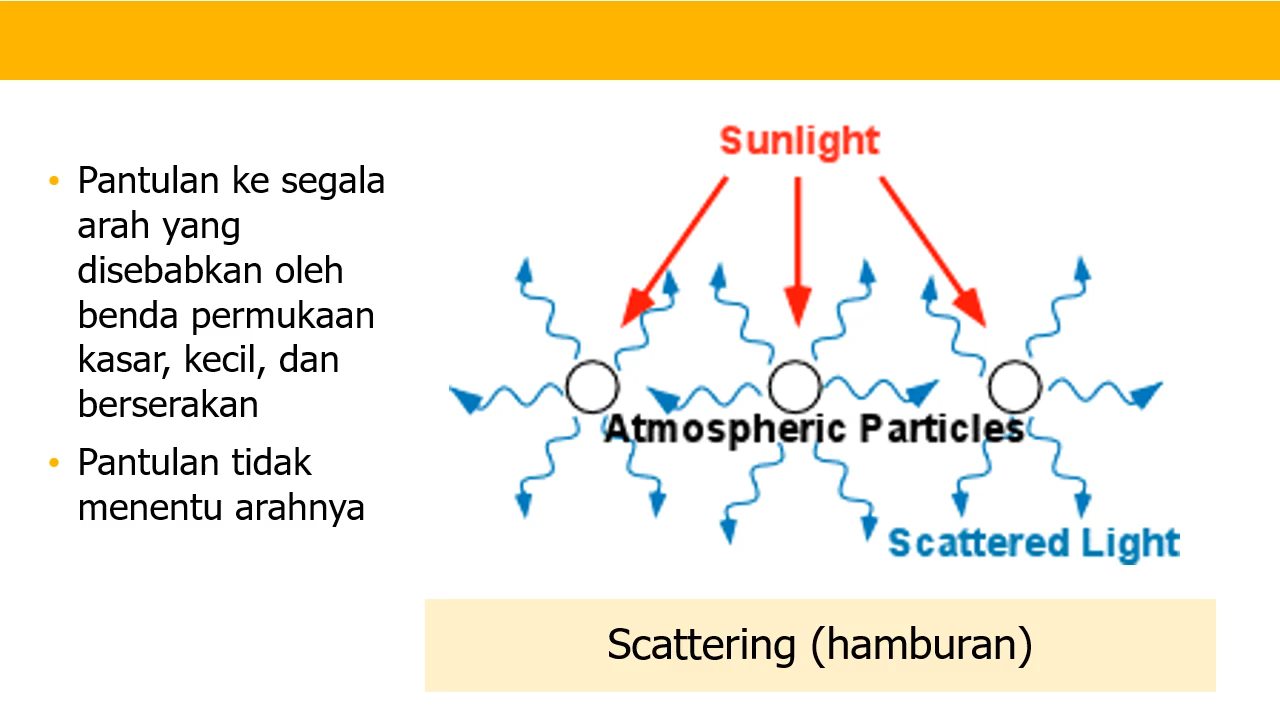 • Pantulan ke segala
arah yang
disebabkan oleh
benda permukaan
kasar, kecil, dan
berserakan
• Pantulan tidak
menentu arahnya
Sunlight
Atmospheric Particles
Scattered Light
Scattering (hamburan)